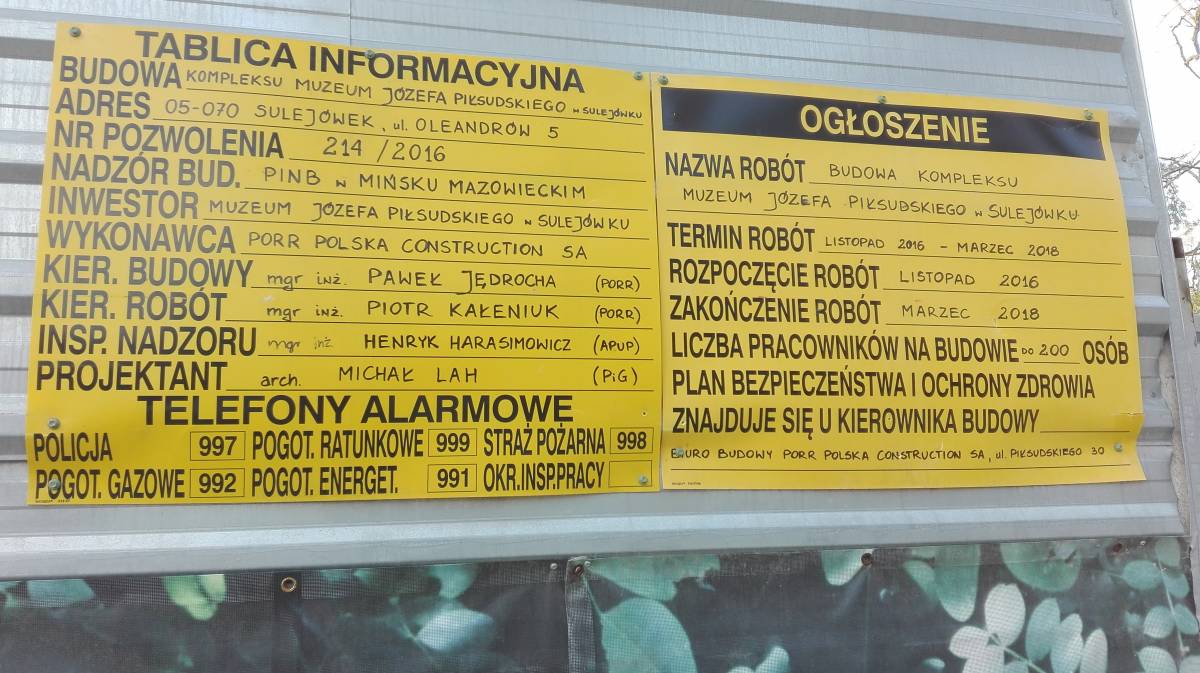 TABLICA INFORMACYJNA
BUDOWA KOMPLEKSU MUZEUM JÓZEFA PIŁSUDSKIEGO W SULEJÓWKU
ADRES 05-070 SULEJÓWEK, ul. OLEANDRÓW 5
NR POZWOLENIA 214/2016
NADZÓR BUD. PINB W MIŃSKU MAZOWIECKIM
INWESTOR MUZEUM JÓZEFA PIŁSUDSKIEGO W SULEJÓWKU
WYKONAWCA PORR POLSKA CONSTRUCTION SA
KIER. BUDOWY mgr inż. PAWEŁ JĘDROCHA (PORR)
KIER. ROBÓT mgr inż. PIOTR KAŁENIUK (PORR)
INSP. NADZORU mgr inż HENRYK HARASIMOWICZ (APUP)
PROJEKTANT arch. MICHAŁ LAH (PiG)
TELEFONY ALARMOWE
POLICJA 997 POGOT. RATUNKOWE 999 STRAŻ POŻARNA 998
POGOT. GAZOWE 992 POGOT. ENERGET. 991 OKR.INSP.PRACY
OGŁOSZENIE
NAZWA ROBÓT BUDOWA KOMPLEKSU
MUZEUM JÓZEFA PIŁSUDSKIEGO W SULEJÓWKU
TERMIN ROBÓT LISTOPAD 2016 - MARZEC 2018
ROZPOCZĘCIE ROBÓT LISTOPAD 2016
ZAKOŃCZENIE ROBÓT MARZEC 2018
LICZBA PRACOWNIKÓW NA BUDOWIE DO 200 OSÓB
PLAN BEZPIECZEŃSTWA I OCHRONY ZDROWIA
ZNAJDUJE SIĘ U KIEROWNIKA BUDOWY
BIURO BUDOWY PORR POLSKA CONSTRUCTION SA, ul. PIŁSUDSKIEGO 30